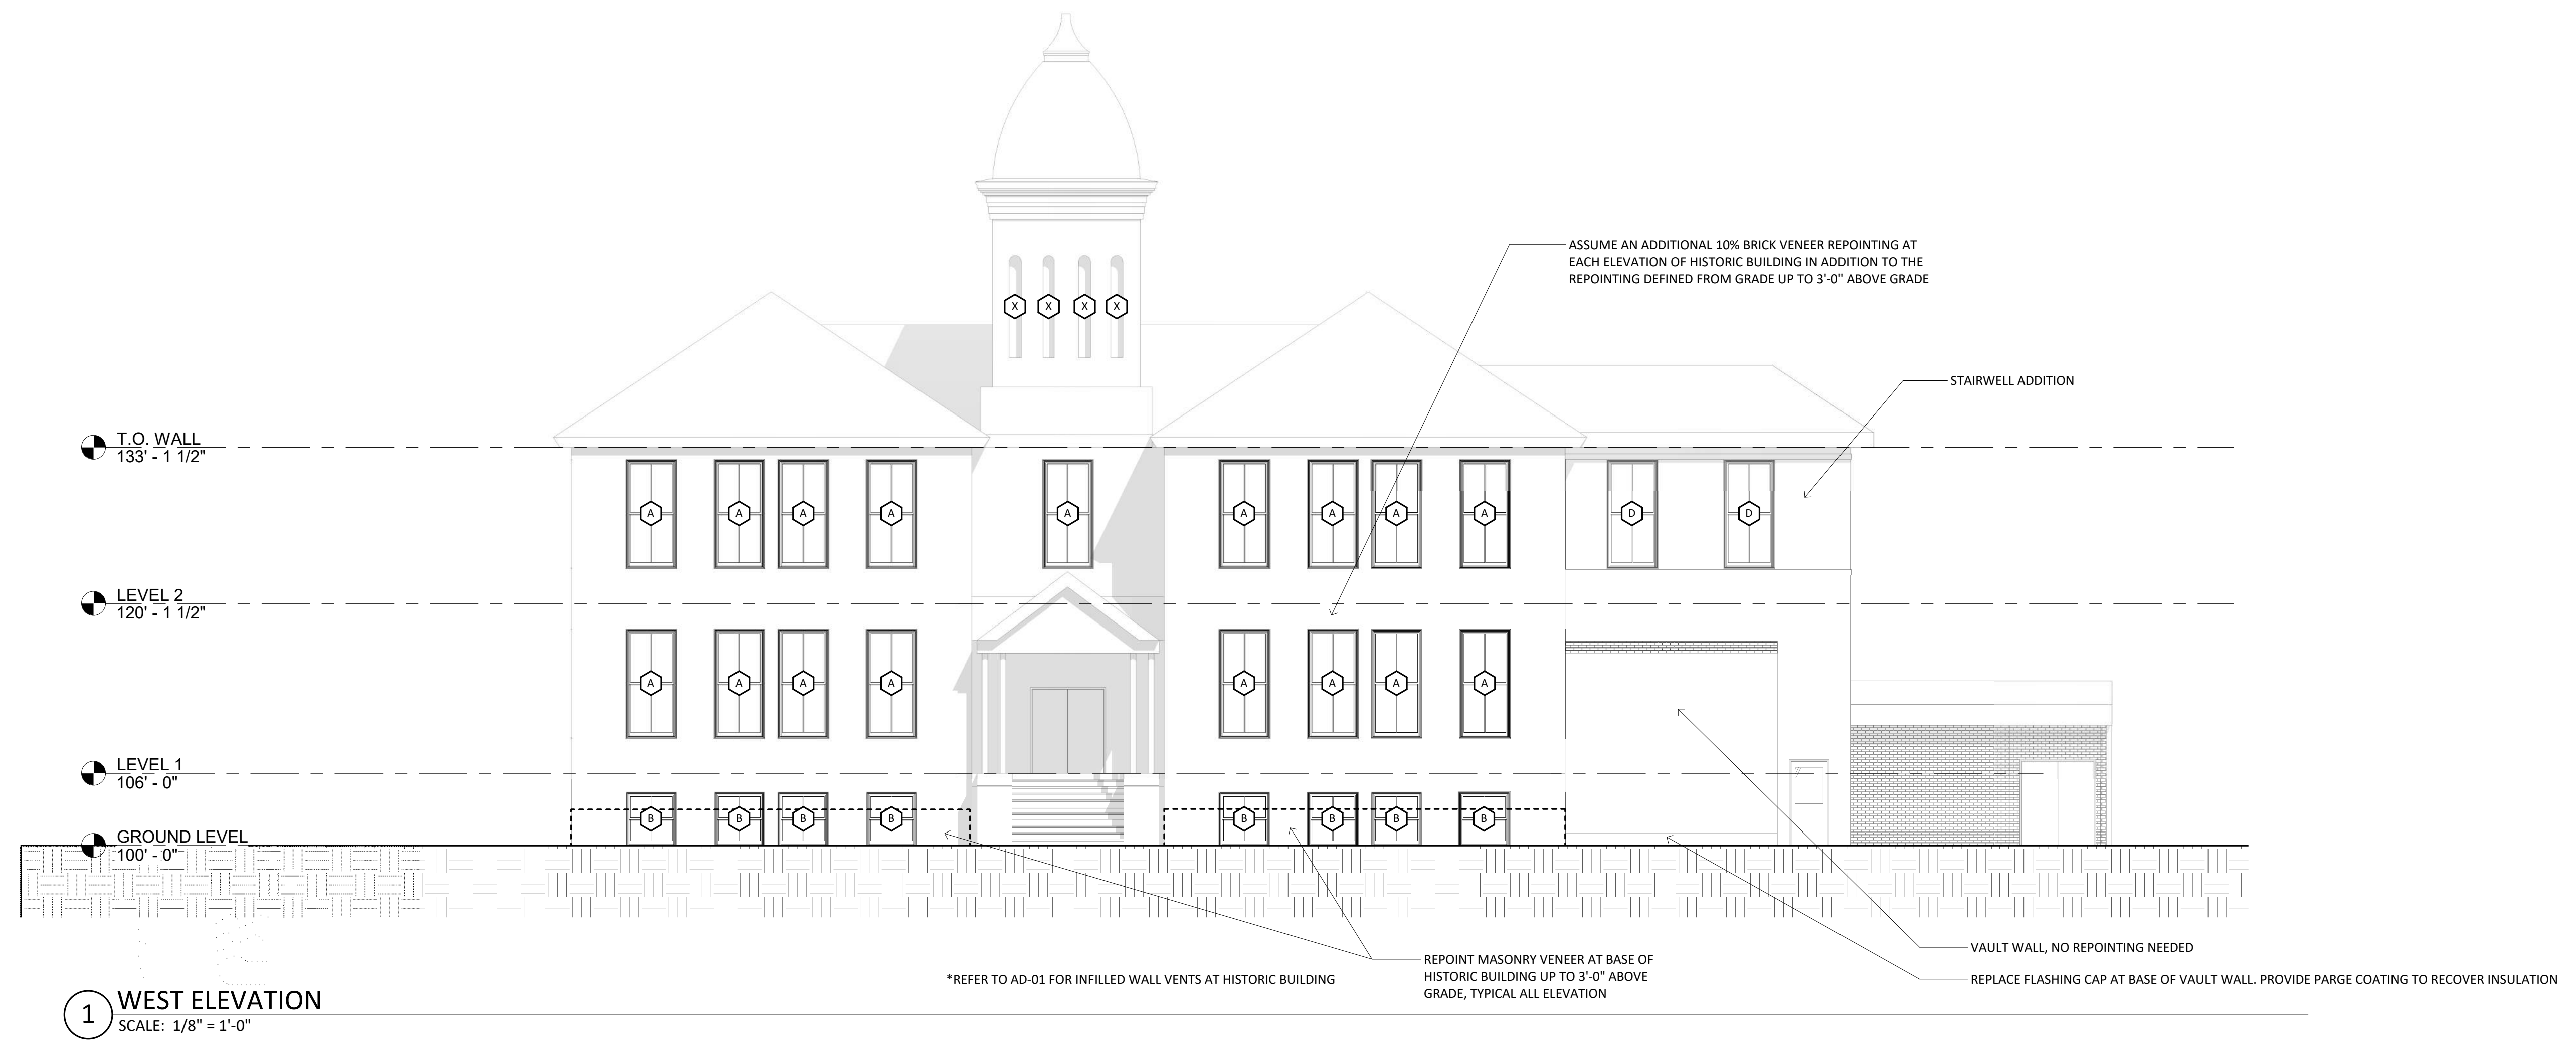 ASSUME AN ADDITIONAL 10% BRICK VENEER REPOINTING AT
EACH ELEVATION OF HISTORIC BUILDING IN ADDITION TO THE
REPOINTING DEFINED FROM GRADE UP TO 3'-0" ABOVE GRADE
X X X X
STAIRWELL ADDITION
T.O. WALL
133' - 1 1/2"
A A A A A A A A A D D
LEVEL 2
120' - 1 1/2"
A A A A A A A A
LEVEL 1
106' - 0"
B B B B B B B B
GROUND LEVEL
100' - 0"
VAULT WALL, NO REPOINTING NEEDED
REPOINT MASONRY VENEER AT BASE OF
HISTORIC BUILDING UP TO 3'-0" ABOVE
GRADE, TYPICAL ALL ELEVATION
*REFER TO AD-01 FOR INFILLED WALL VENTS AT HISTORIC BUILDING
REPLACE FLASHING CAP AT BASE OF VAULT WALL. PROVIDE PARGE COATING TO RECOVER INSULATION
1 WEST ELEVATION
SCALE: 1/8" = 1'-0"